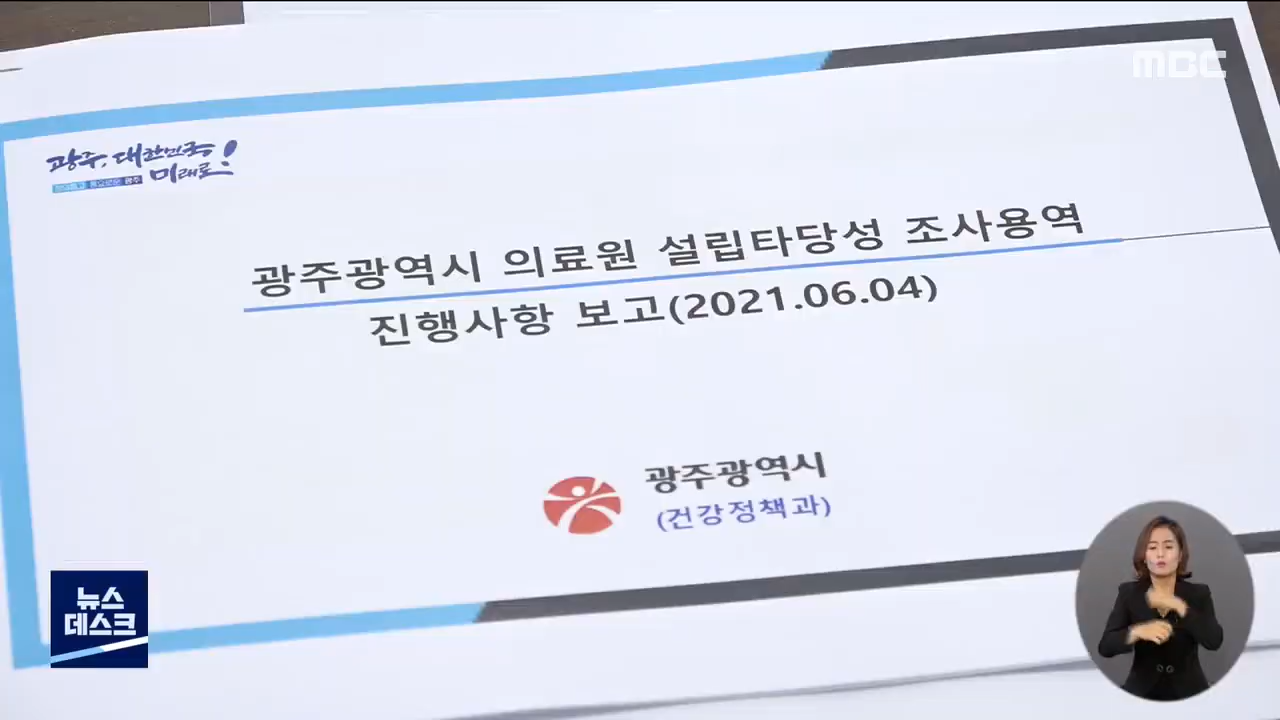 MBC
광주, 대한민국
미래로!
광주광역시 의료원 설립타당성 조사용역
진행사항 보고(2021.06.04)
광주광역시
(건강정책과)
뉴스
데스크